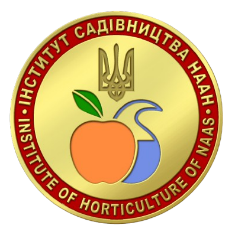 • ІНСТИТУТ САДІВНИЦТВА НААН •
INSTITUTE OF HORTICULTURE OF NAAS